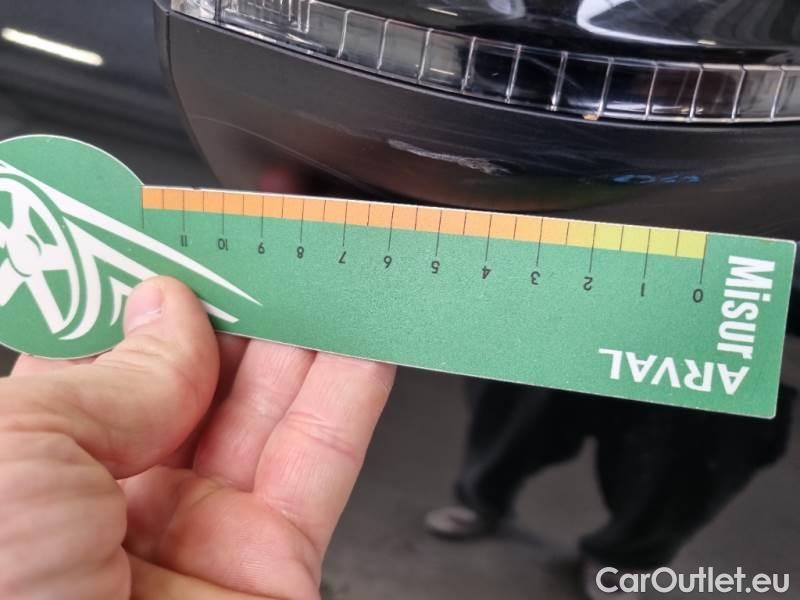 11 10 9 8 7 6 5 4 3 2 1 0
Misur
ARVAL
CarOutlet.eu